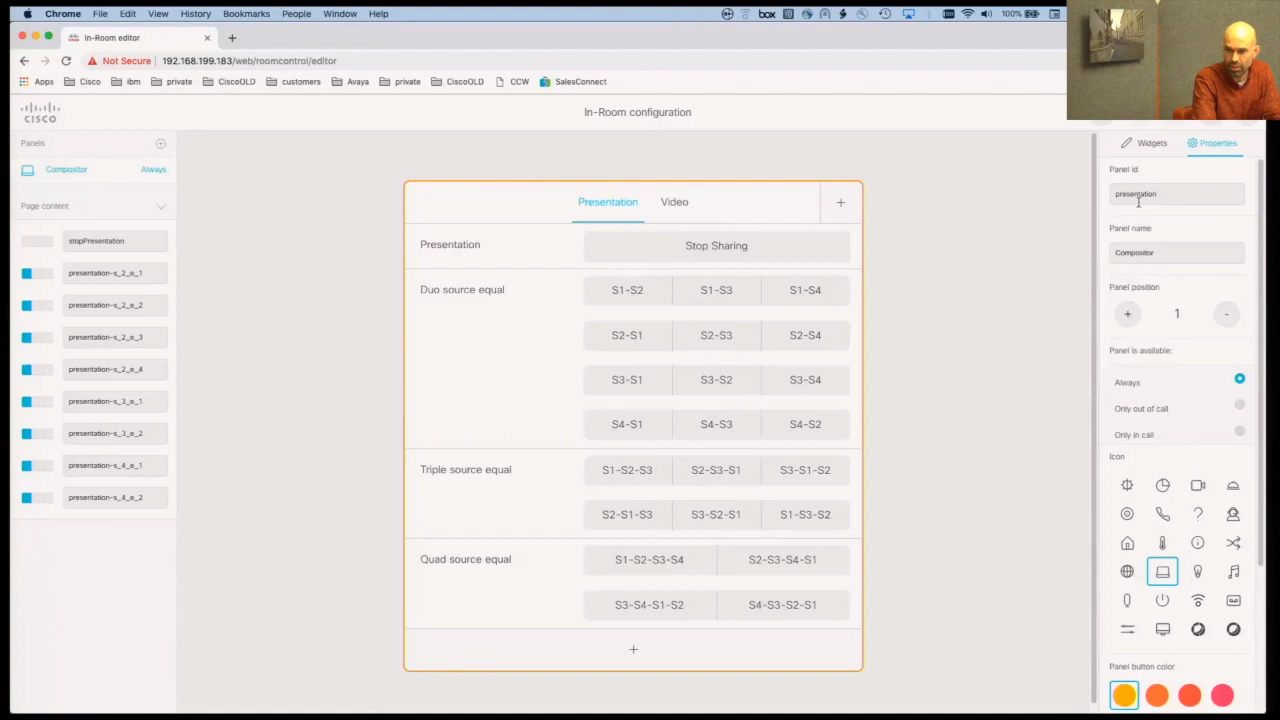 Chrome File Edit View History Bookmarks People Window Help box 100%
In-Room editor
Not Secure 192.168.199.183/web/roomcontrol/editor
Apps Cisco ibm private CiscoOLD customers Avaya private CiscoOLD CCW SalesConnect
CISCO In-Room configuration
Panels
Compositor Always
Page content
stopPresentation
presentation-s_2_e_1
presentation-s_2_e_2
presentation-s_2_e_3
presentation-s_2_e_4
presentation-s_3_e_1
presentation-s_3_e_2
presentation-s_4_e_1
presentation-s_4_e_2
Presentation Video +
Presentation Stop Sharing
Duo source equal S1-S2 S1-S3 S1-S4
S2-S1 S2-S3 S2-S4
S3-S1 S3-S2 S3-S4
S4-S1 S4-S3 S4-S2
Triple source equal S1-S2-S3 S2-S3-S1 S3-S1-S2
S2-S1-S3 S3-S2-S1 S1-S3-S2
Quad source equal S1-S2-S3-S4 S2-S3-S4-S1
S3-S4-S1-S2 S4-S3-S2-S1
+
Widgets Properties
Panel id
presentation
Panel name
Compositor
Panel position
+ 1 -
Panel is available:
Always
Only out of call
Only in call
Icon
Panel button color